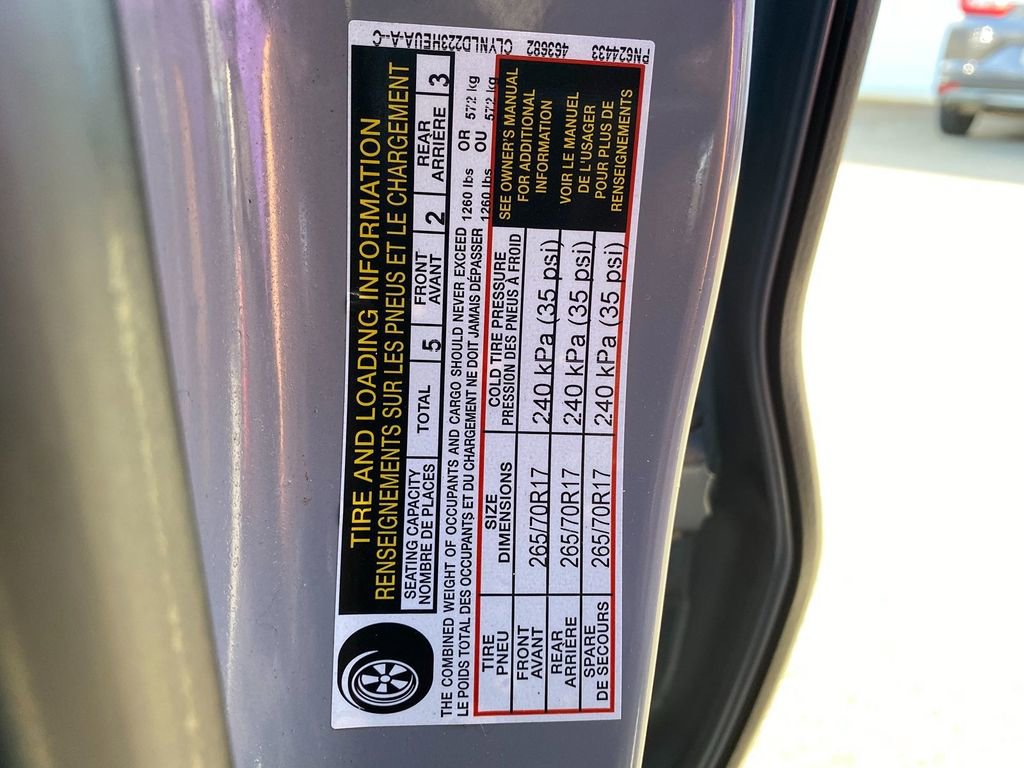 TIRE AND LOADING INFORMATION
RENSEIGNEMENTS SUR LES PNEUS ET LE CHARGEMENT
SEATING CAPACITY
NOMBRE DE PLACES
TOTAL 5
FRONT
AVANT
2
REAR
ARRIÈRE
3
THE COMBINED WEIGHT OF OCCUPANTS AND CARGO SHOULD NEVER EXCEED 1260 lbs OR 572 kg
LE POIDS TOTAL DES OCCUPANTS ET DU CHARGEMENT NE DOIT JAMAIS DÉPASSER 1260 lbs OU 572 kg
TIRE
PNEU
SIZE
DIMENSIONS
COLD TIRE PRESSURE
PRESSION DES PNEUS À FROID
FRONT
AVANT
265/70R17 240 kPa (35 psi)
REAR
ARRIÈRE
265/70R17 240 kPa (35 psi)
SPARE
DE SECOURS
265/70R17 240 kPa (35 psi)
SEE OWNER'S MANUAL
FOR ADDITIONAL
INFORMATION
VOIR LE MANUEL
DE L'USAGER
POUR PLUS DE
RENSEIGNEMENTS
PN624433 463682 CLYNLD2223HEUA-A--C